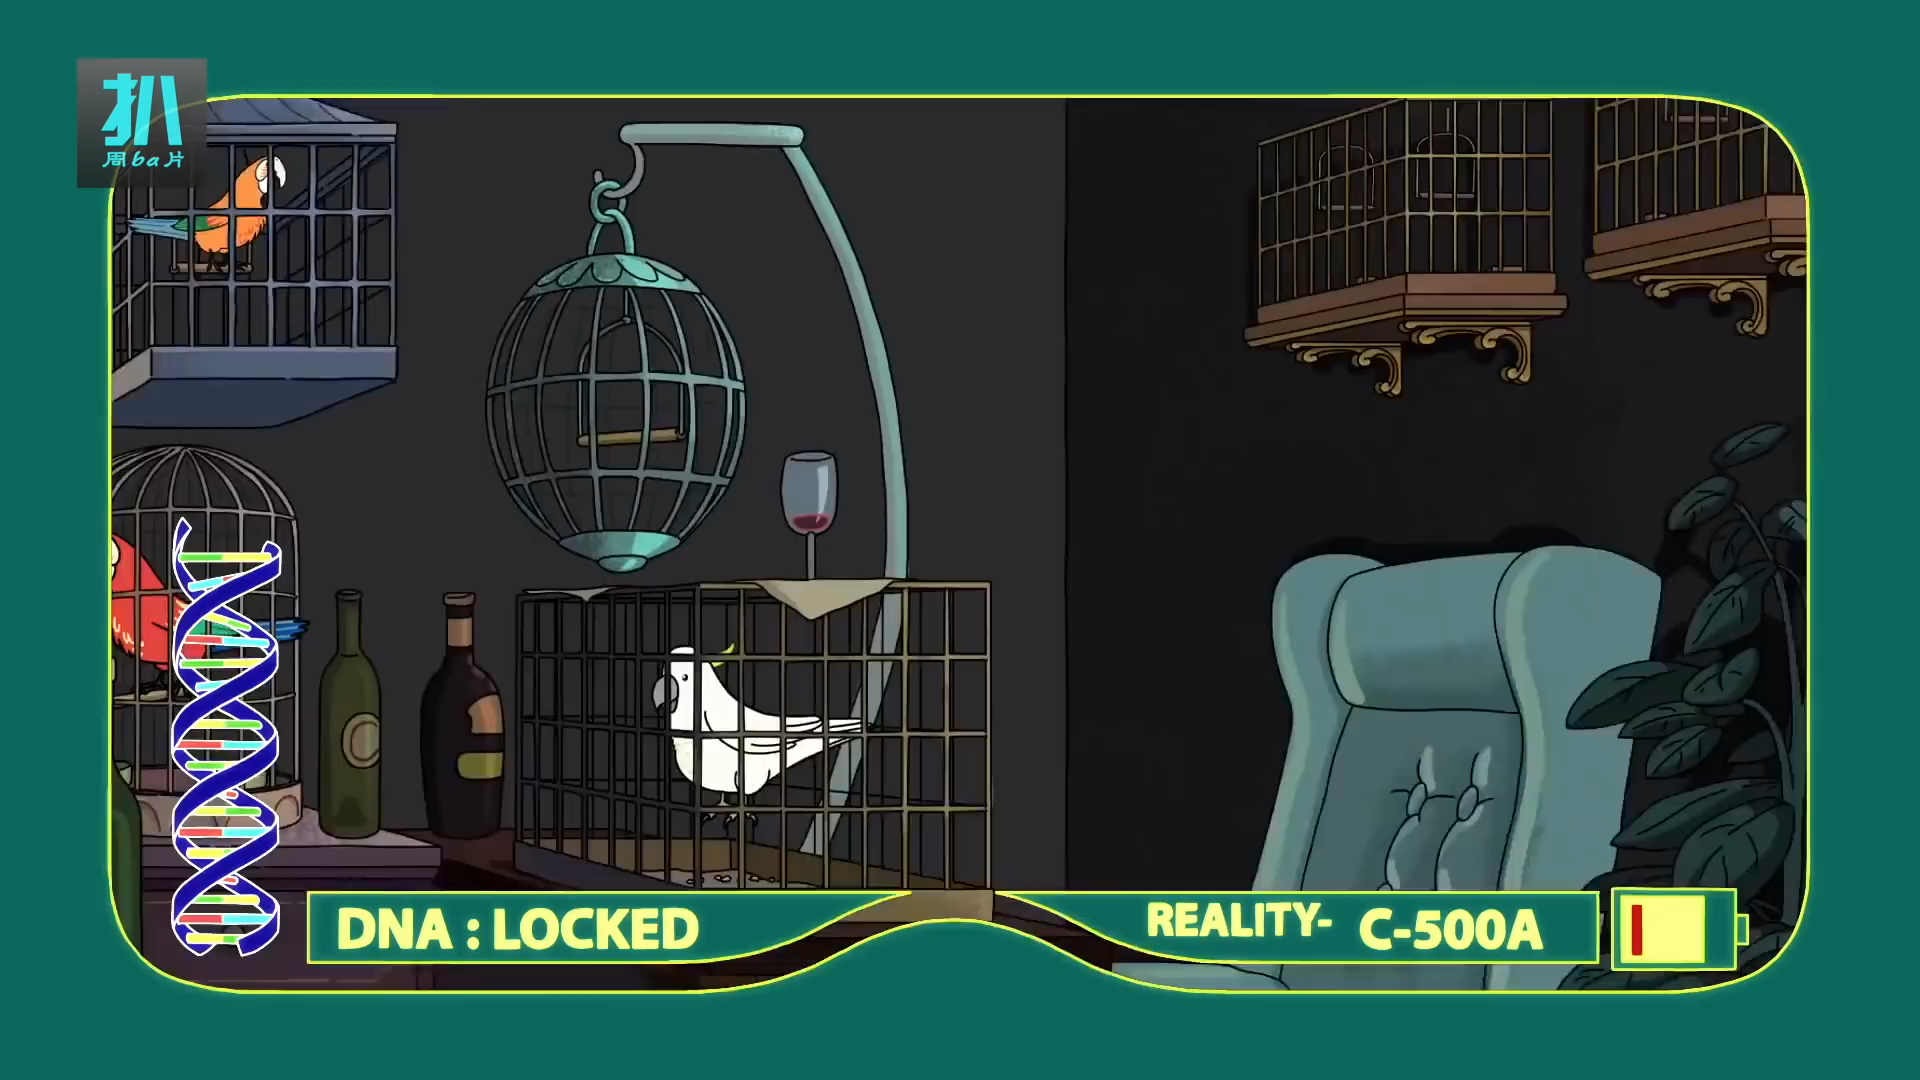 扒
周ba片
DNA : LOCKED
REALITY- C-500A